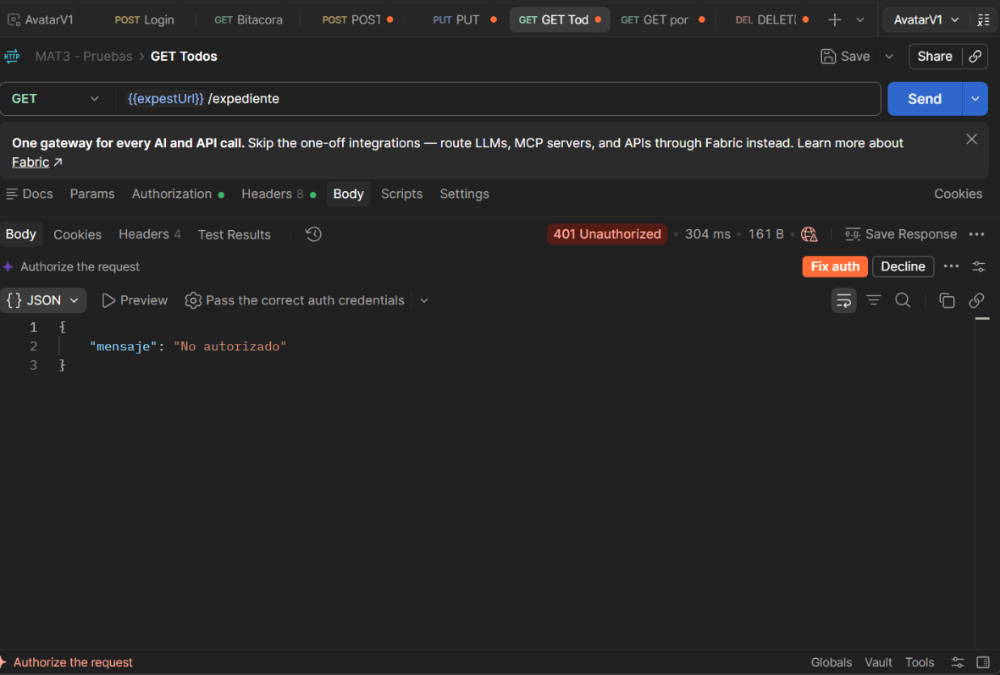 AvatarV1 POST Login GET Bitacora POST POST PUT PUT GET GET Tod GET GET por DEL DELET AvatarV1
HTTP MAT3 - Pruebas > GET Todos Save Share
GET {{expestUrl}} /expediente Send
One gateway for every AI and API call. Skip the one-off integrations — route LLMs, MCP servers, and APIs through Fabric instead. Learn more about
Fabric ↗
Docs Params Authorization Headers 8 Body Scripts Settings Cookies
Body Cookies Headers 4 Test Results 401 Unauthorized • 304 ms • 161 B • e.g. Save Response
Authorize the request Fix auth Decline
{ } JSON Preview Pass the correct auth credentials
1 {
2 "mensaje": "No autorizado"
3 }
Authorize the request Globals Vault Tools